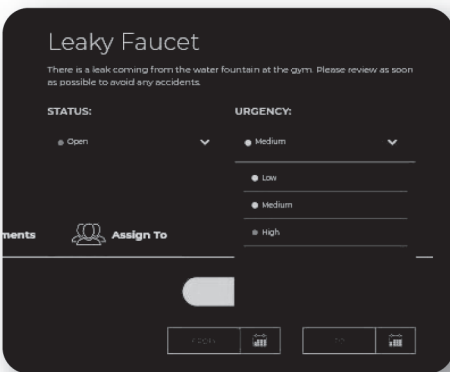 Leaky Faucet
There is a leak coming from the water fountain at the gym. Please review as soon
as possible to avoid any accidents.
STATUS: URGENCY:
Open Medium
Low
Medium
High
ments Assign To